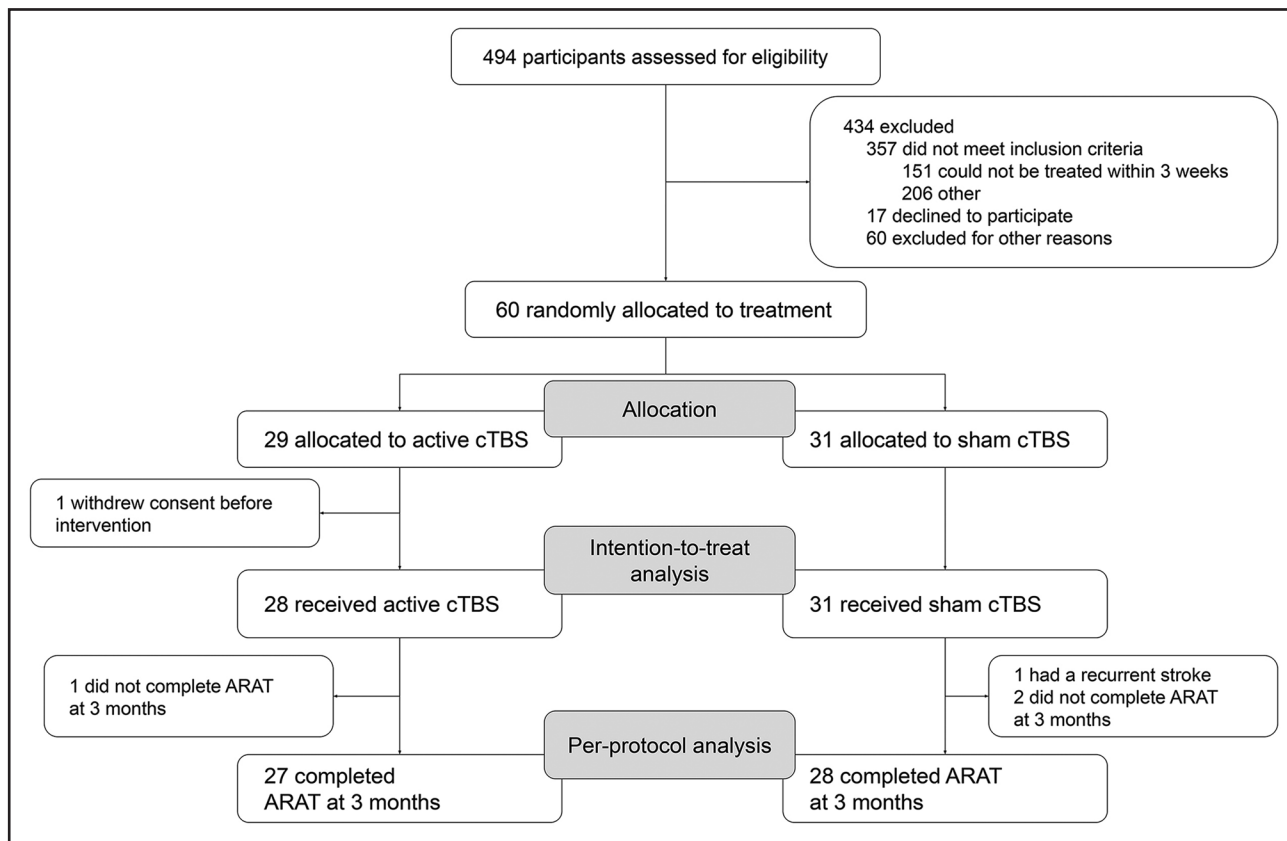 494 participants assessed for eligibility
434 excluded
357 did not meet inclusion criteria
151 could not be treated within 3 weeks
206 other
17 declined to participate
60 excluded for other reasons
60 randomly allocated to treatment
Allocation
29 allocated to active cTBS
31 allocated to sham cTBS
1 withdrew consent before
intervention
Intention-to-treat
analysis
28 received active cTBS
31 received sham cTBS
1 did not complete ARAT
at 3 months
1 had a recurrent stroke
2 did not complete ARAT
at 3 months
Per-protocol analysis
27 completed
ARAT at 3 months
28 completed ARAT
at 3 months